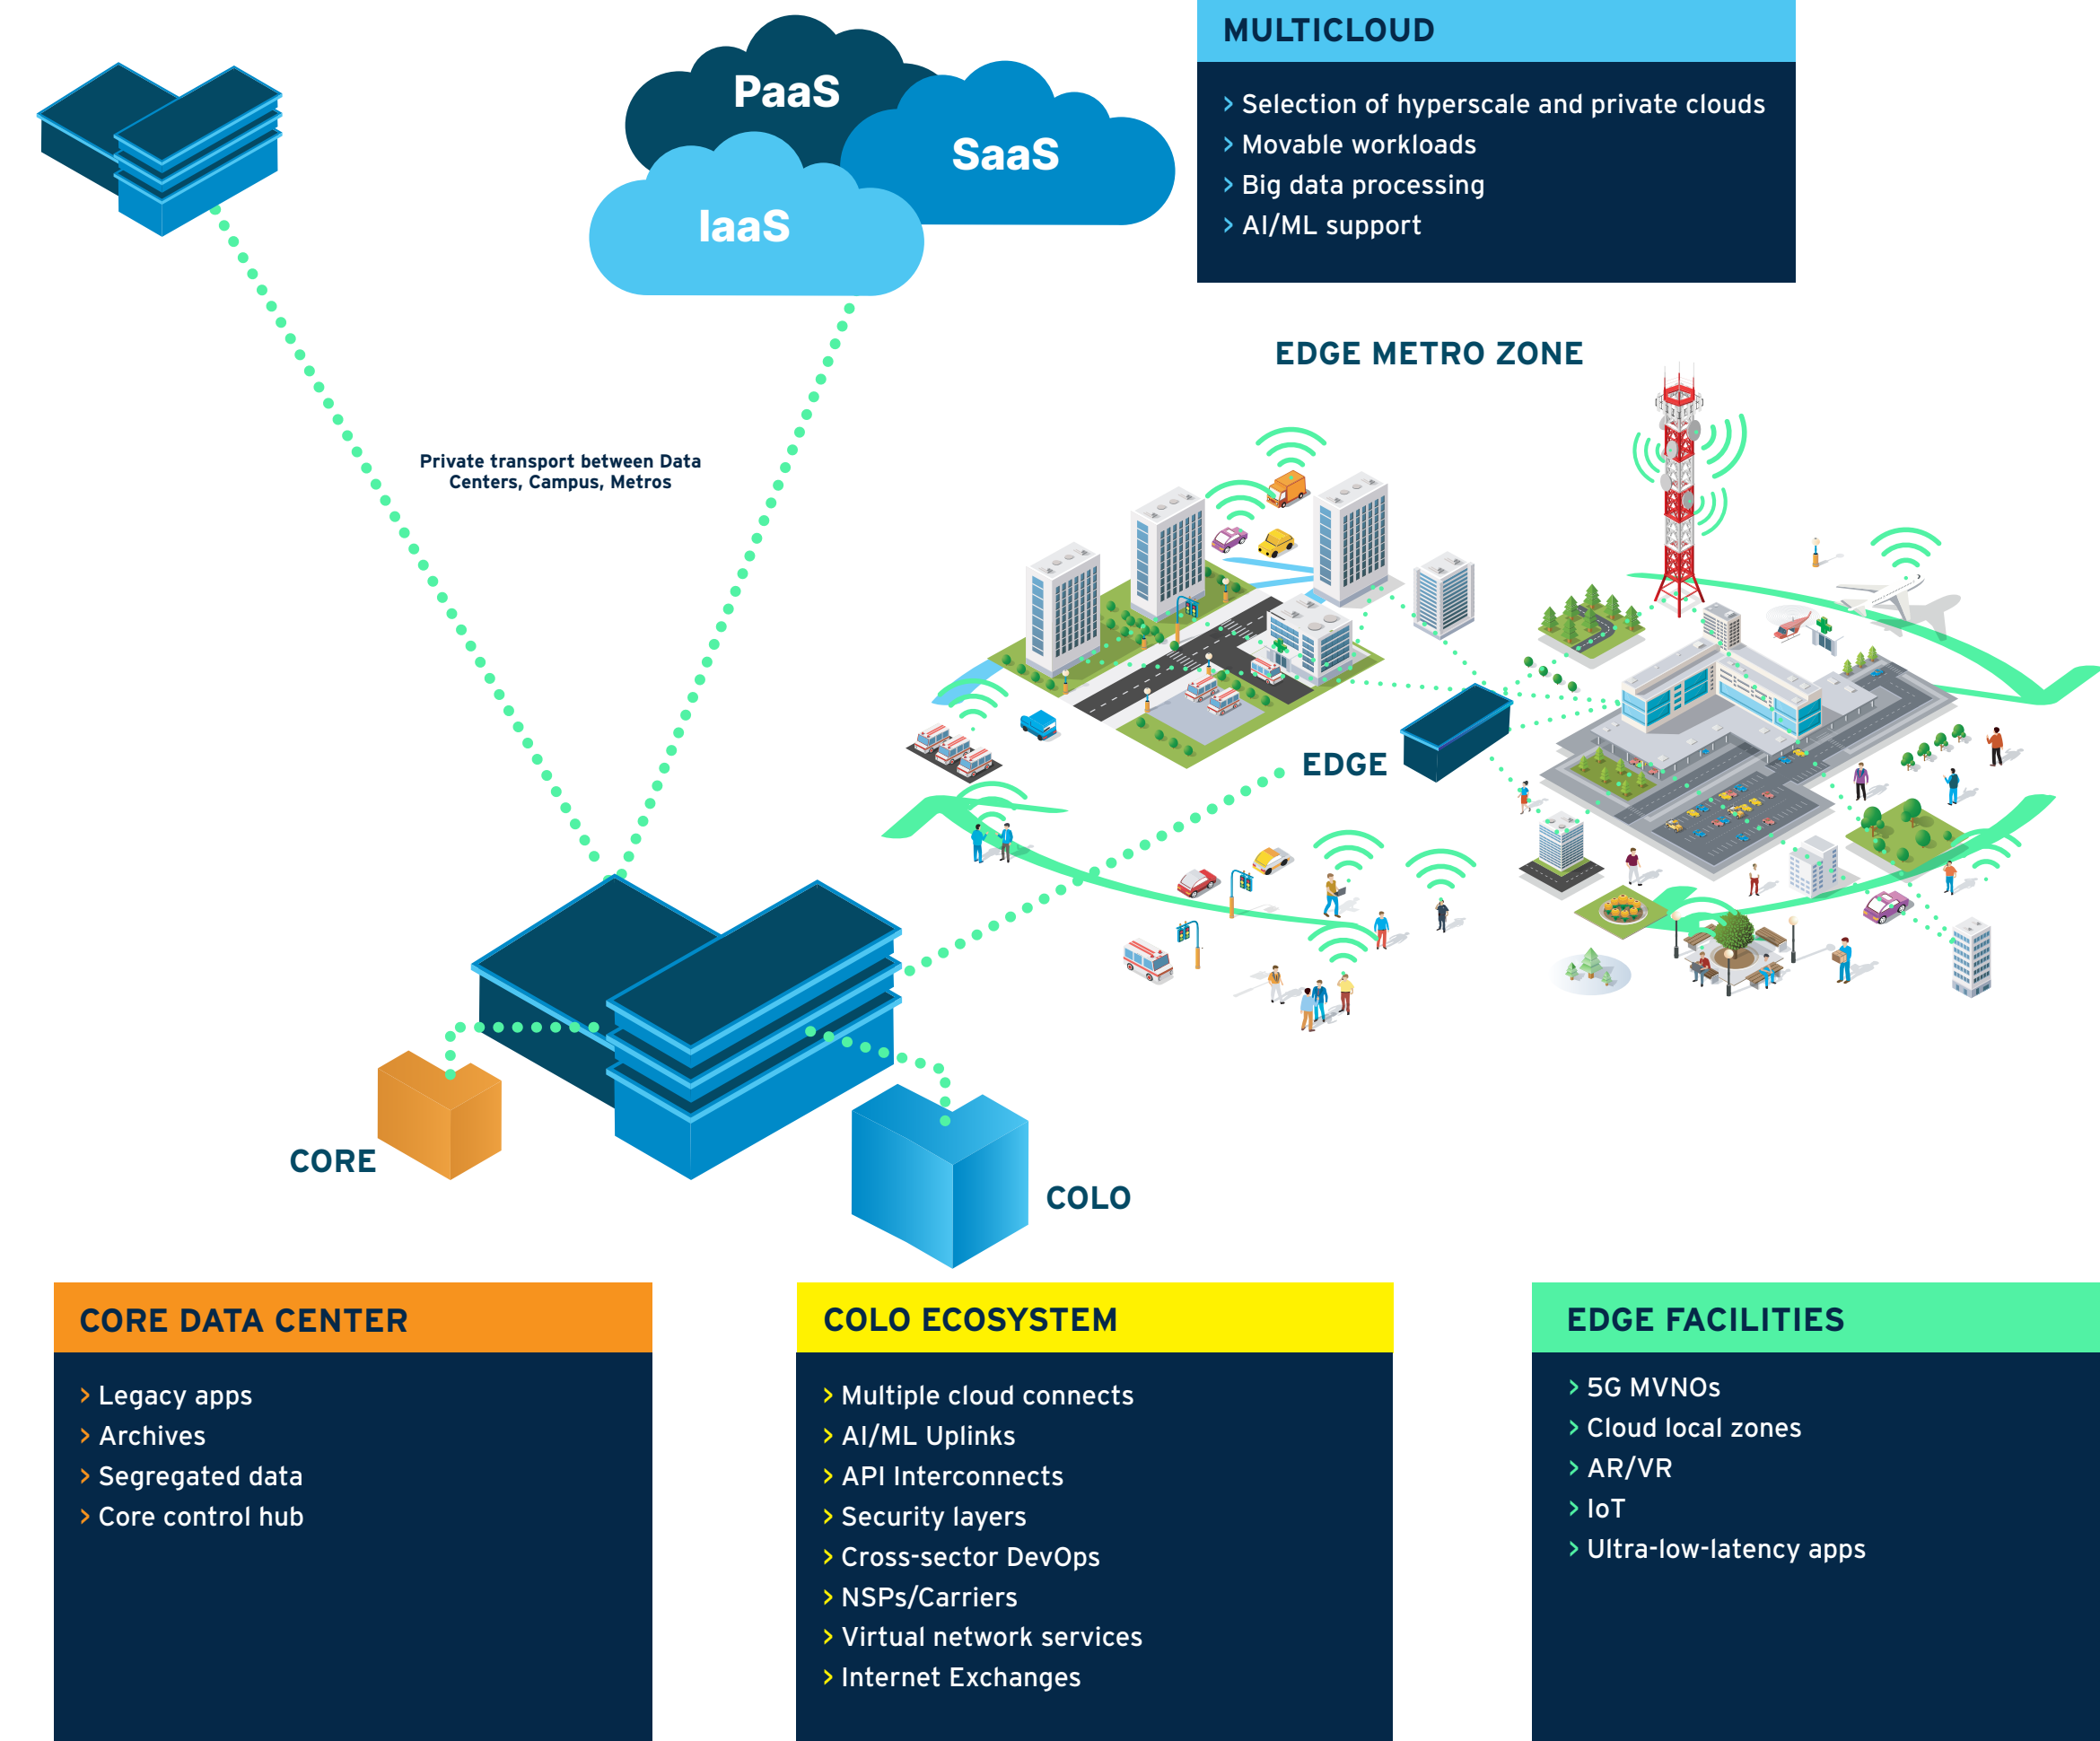 PaaS
SaaS
IaaS
MULTICLOUD
› Selection of hyperscale and private clouds
› Movable workloads
› Big data processing
› AI/ML support
EDGE METRO ZONE
Private transport between Data
Centers, Campus, Metros
EDGE
CORE
COLO
CORE DATA CENTER
› Legacy apps
› Archives
› Segregated data
› Core control hub
COLO ECOSYSTEM
› Multiple cloud connects
› AI/ML Uplinks
› API Interconnects
› Security layers
› Cross-sector DevOps
› NSPs/Carriers
› Virtual network services
› Internet Exchanges
EDGE FACILITIES
› 5G MVNOs
› Cloud local zones
› AR/VR
› IoT
› Ultra-low-latency apps